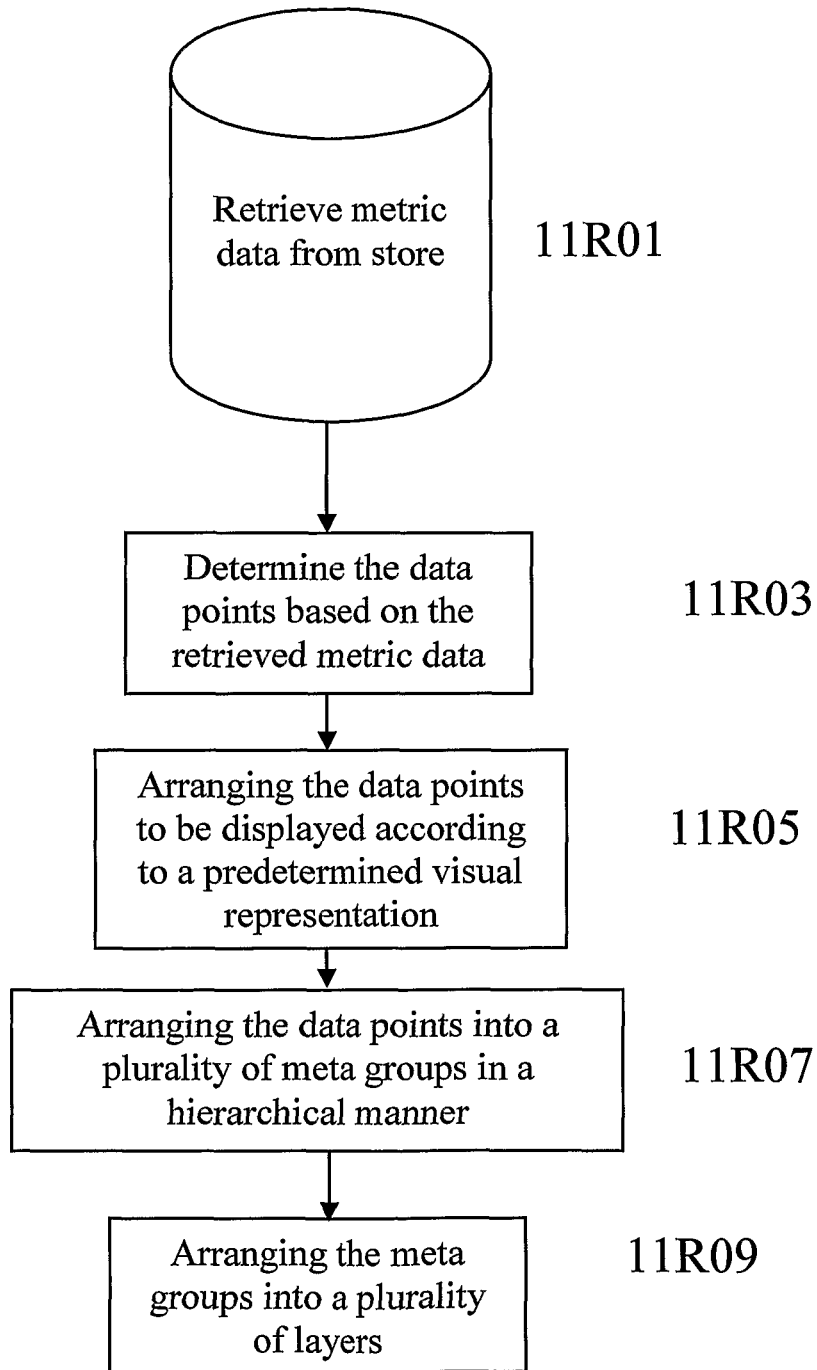 Retrieve metric
data from store
11R01
Determine the data
points based on the
retrieved metric data
11R03
Arranging the data points
to be displayed according
to a predetermined visual
representation
11R05
Arranging the data points into a
plurality of meta groups in a
hierarchical manner
11R07
Arranging the meta
groups into a plurality
of layers
11R09